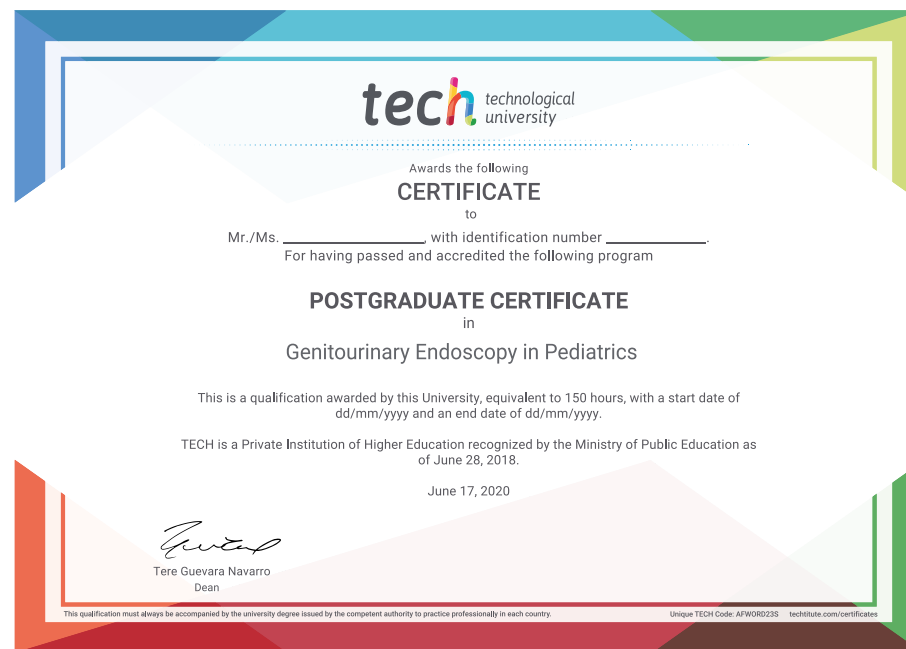 tech technological
university
Awards the following
CERTIFICATE
to
Mr./Ms. ____________________, with identification number ______________.
For having passed and accredited the following program
POSTGRADUATE CERTIFICATE
in
Genitourinary Endoscopy in Pediatrics
This is a qualification awarded by this University, equivalent to 150 hours, with a start date of
dd/mm/yyyy and an end date of dd/mm/yyyy.
TECH is a Private Institution of Higher Education recognized by the Ministry of Public Education as
of June 28, 2018.
June 17, 2020
Tere Guevara Navarro
Dean
This qualification must always be accompanied by the university degree issued by the competent authority to practice professionally in each country.
Unique TECH Code: AFWORD23S techtitute.com/certificates